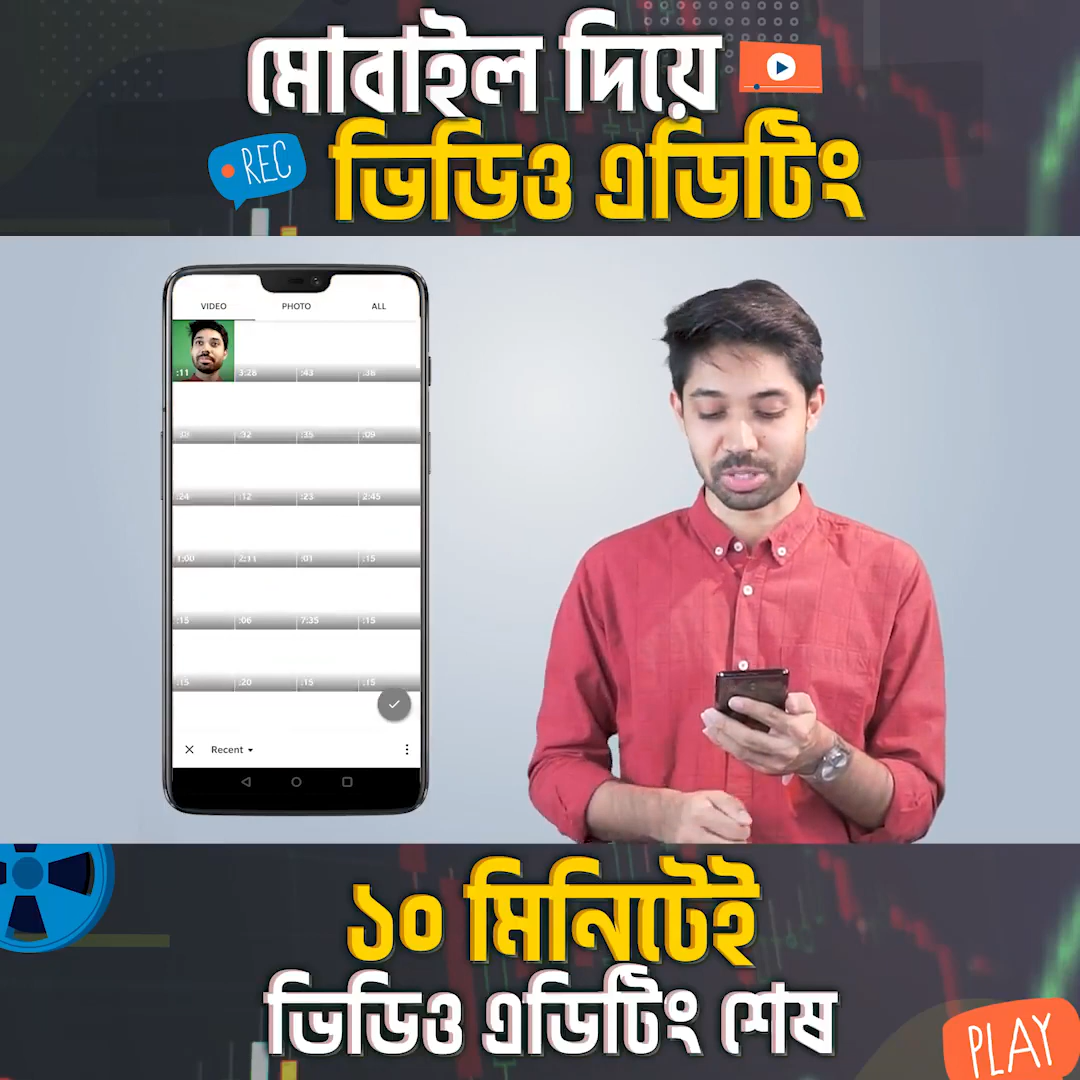 মোবাইল দিয়ে
REC
ভিডিও এডিটিং
VIDEO PHOTO ALL
:11 3:28 :43 :38
:32 :35 :09
:24 :12 :23 2:45
1:00 2:11 :01 :15
:15 :06 7:35 :15
:15 :20 :15 :15
Recent
১০ মিনিটেই
ভিডিও এডিটিং শেষ
PLAY